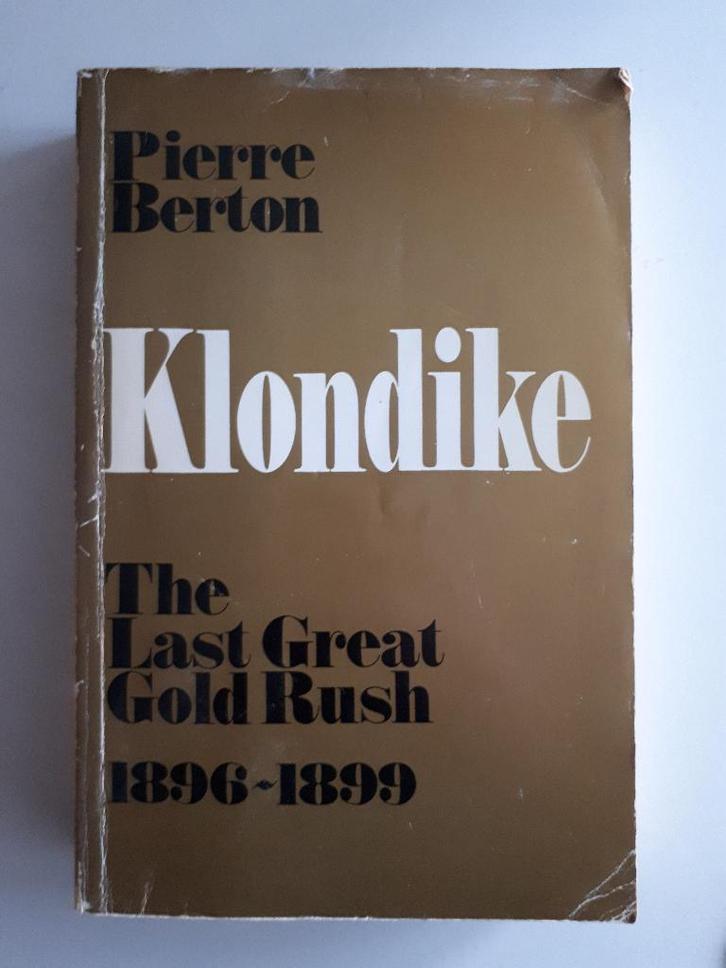 Pierre
Berton
Klondike
The
Last Great
Gold Rush
1896~1899